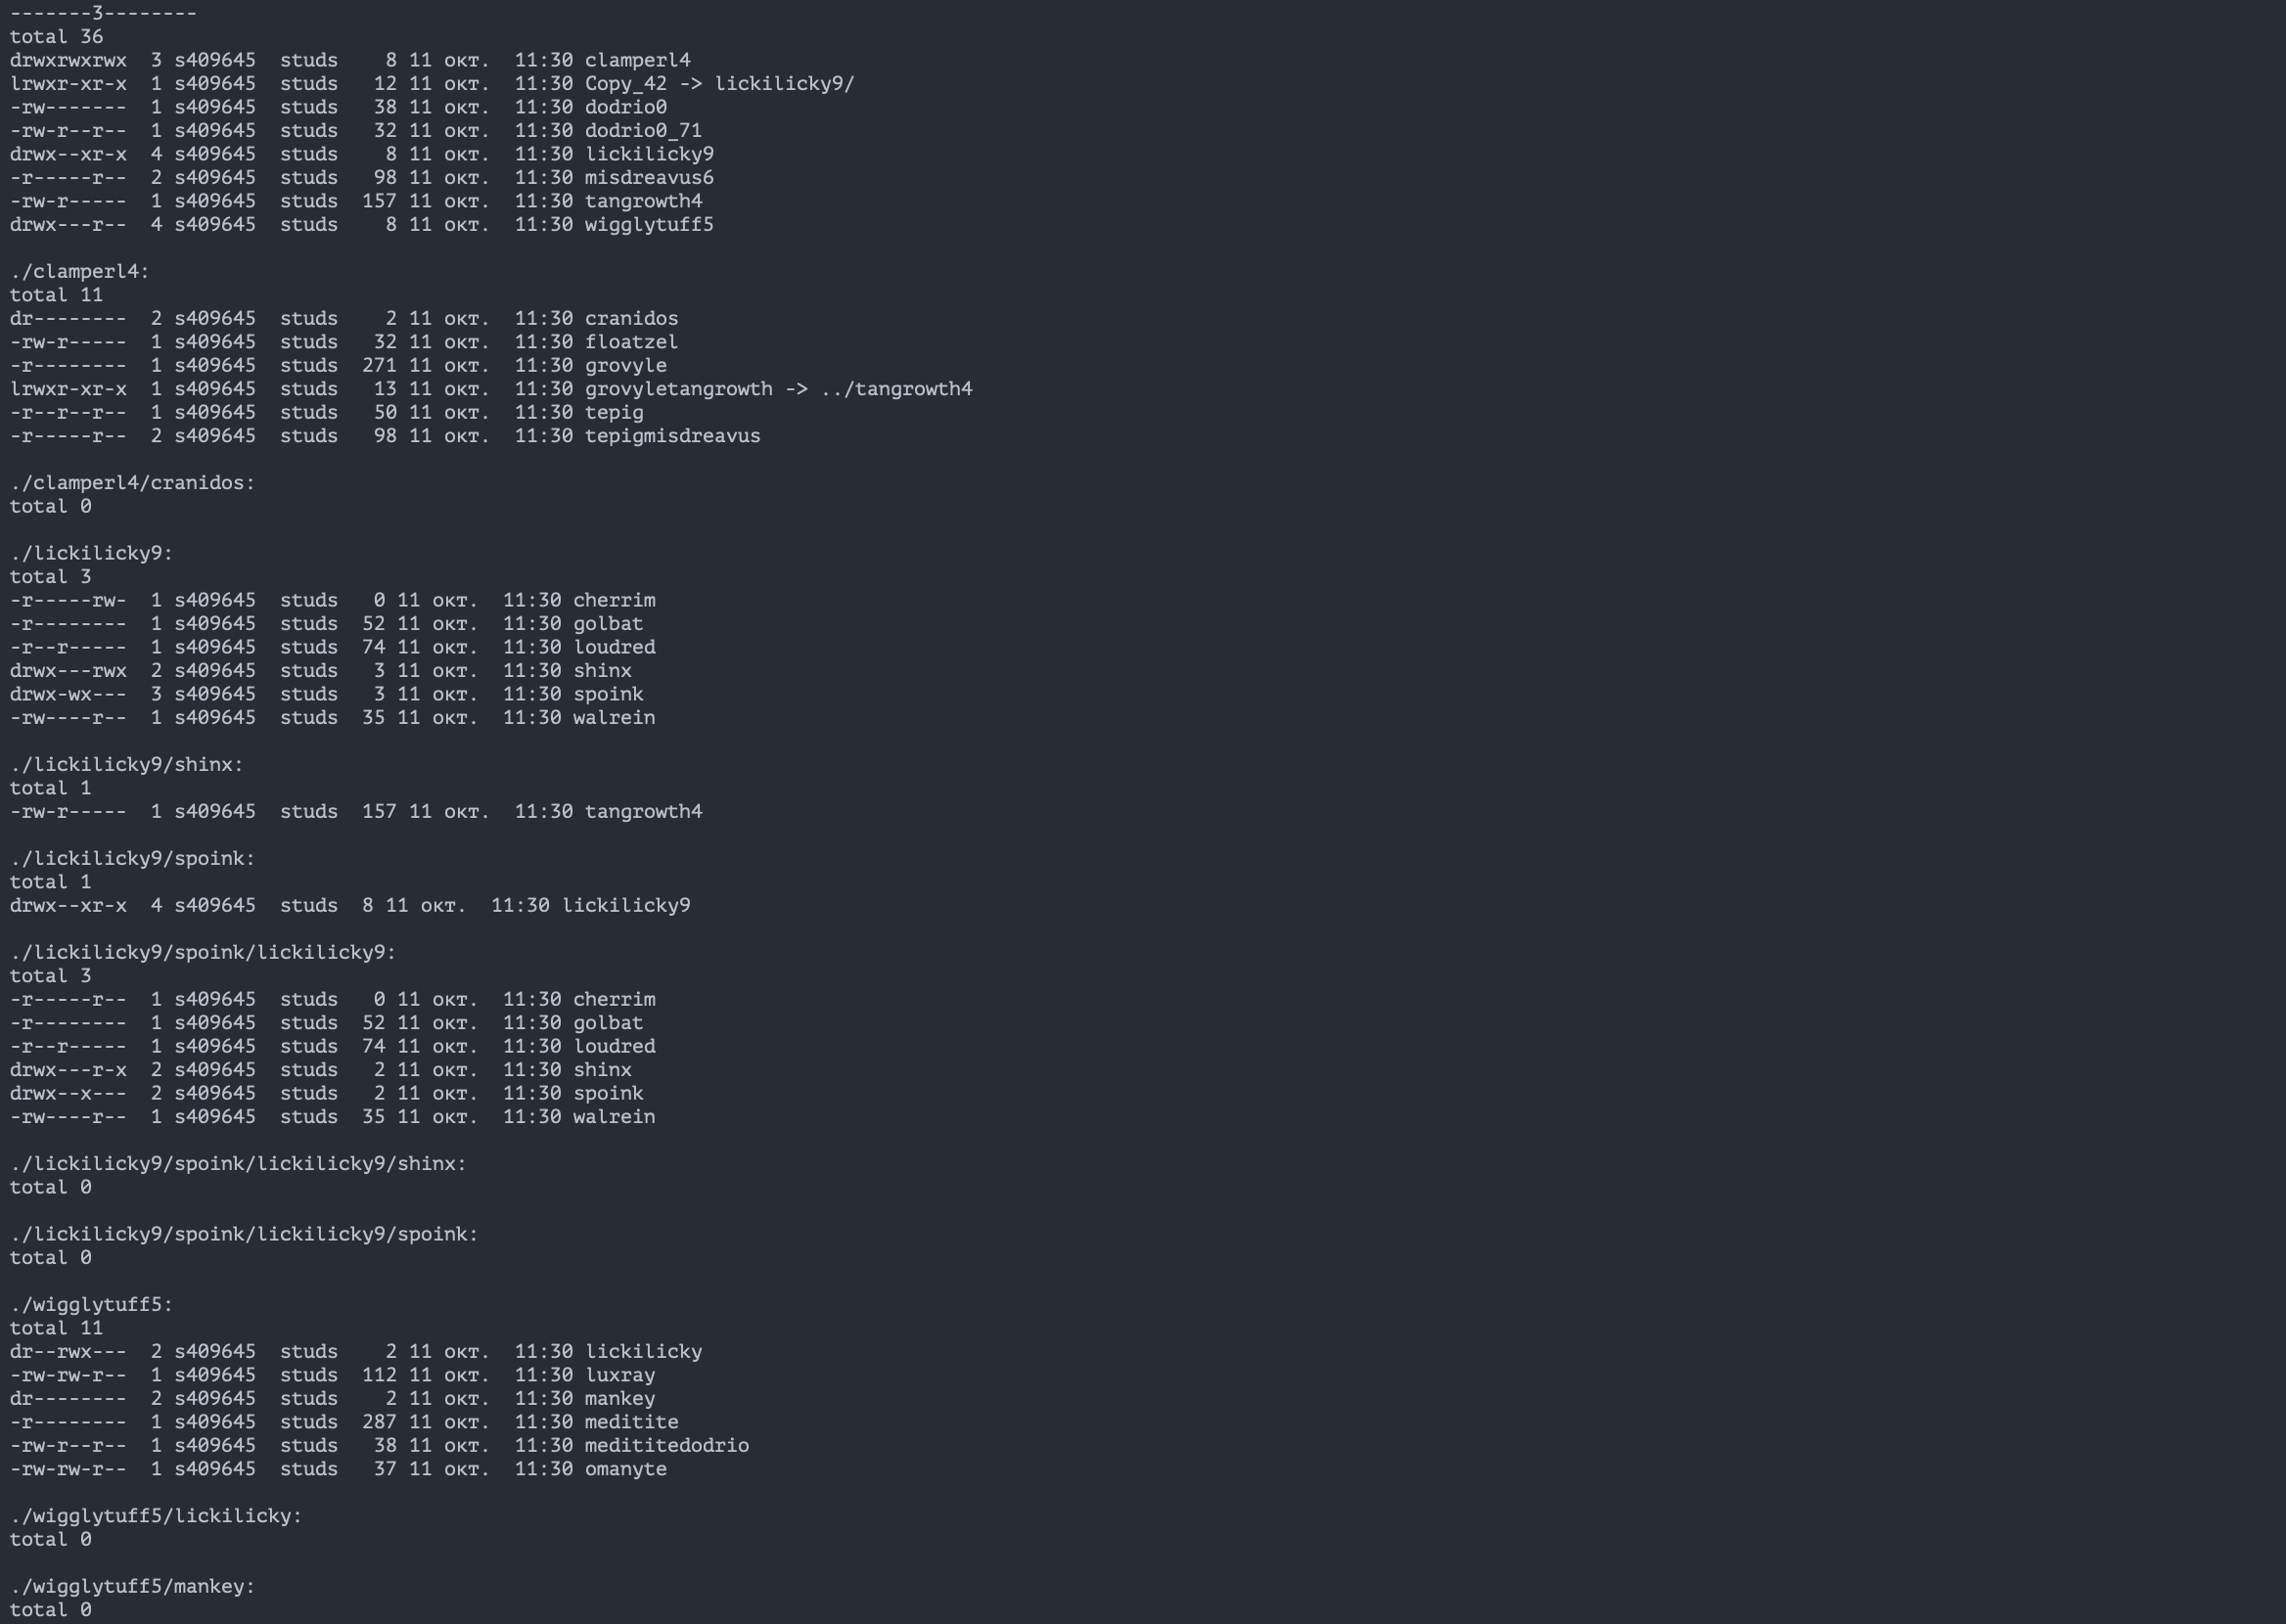 -------3--------
total 36
drwxrwxrwx  3 s409645  studs    8 11 окт.  11:30 clamperl4
lrwxr-xr-x  1 s409645  studs   12 11 окт.  11:30 Copy_42 -> lickilicky9/
-rw-------  1 s409645  studs   38 11 окт.  11:30 dodrio0
-rw-r--r--  1 s409645  studs   32 11 окт.  11:30 dodrio0_71
drwx--xr-x  4 s409645  studs    8 11 окт.  11:30 lickilicky9
-r-----r--  2 s409645  studs   98 11 окт.  11:30 misdreavus6
-rw-r-----  1 s409645  studs  157 11 окт.  11:30 tangrowth4
drwx---r--  4 s409645  studs    8 11 окт.  11:30 wigglytuff5

./clamperl4:
total 11
dr--------  2 s409645  studs    2 11 окт.  11:30 cranidos
-rw-r-----  1 s409645  studs   32 11 окт.  11:30 floatzel
-r--------  1 s409645  studs  271 11 окт.  11:30 grovyle
lrwxr-xr-x  1 s409645  studs   13 11 окт.  11:30 grovyletangrowth -> ../tangrowth4
-r--r--r--  1 s409645  studs   50 11 окт.  11:30 tepig
-r-----r--  2 s409645  studs   98 11 окт.  11:30 tepigmisdreavus

./clamperl4/cranidos:
total 0

./lickilicky9:
total 3
-r-----rw-  1 s409645  studs   0 11 окт.  11:30 cherrim
-r--------  1 s409645  studs  52 11 окт.  11:30 golbat
-r--r-----  1 s409645  studs  74 11 окт.  11:30 loudred
drwx---rwx  2 s409645  studs   3 11 окт.  11:30 shinx
drwx-wx---  3 s409645  studs   3 11 окт.  11:30 spoink
-rw----r--  1 s409645  studs  35 11 окт.  11:30 walrein

./lickilicky9/shinx:
total 1
-rw-r-----  1 s409645  studs  157 11 окт.  11:30 tangrowth4

./lickilicky9/spoink:
total 1
drwx--xr-x  4 s409645  studs  8 11 окт.  11:30 lickilicky9

./lickilicky9/spoink/lickilicky9:
total 3
-r-----r--  1 s409645  studs   0 11 окт.  11:30 cherrim
-r--------  1 s409645  studs  52 11 окт.  11:30 golbat
-r--r-----  1 s409645  studs  74 11 окт.  11:30 loudred
drwx---r-x  2 s409645  studs   2 11 окт.  11:30 shinx
drwx--x---  2 s409645  studs   2 11 окт.  11:30 spoink
-rw----r--  1 s409645  studs  35 11 окт.  11:30 walrein

./lickilicky9/spoink/lickilicky9/shinx:
total 0

./lickilicky9/spoink/lickilicky9/spoink:
total 0

./wigglytuff5:
total 11
dr--rwx---  2 s409645  studs    2 11 окт.  11:30 lickilicky
-rw-rw-r--  1 s409645  studs  112 11 окт.  11:30 luxray
dr--------  2 s409645  studs    2 11 окт.  11:30 mankey
-r--------  1 s409645  studs  287 11 окт.  11:30 meditite
-rw-r--r--  1 s409645  studs   38 11 окт.  11:30 medititedodrio
-rw-rw-r--  1 s409645  studs   37 11 окт.  11:30 omanyte

./wigglytuff5/lickilicky:
total 0

./wigglytuff5/mankey:
total 0